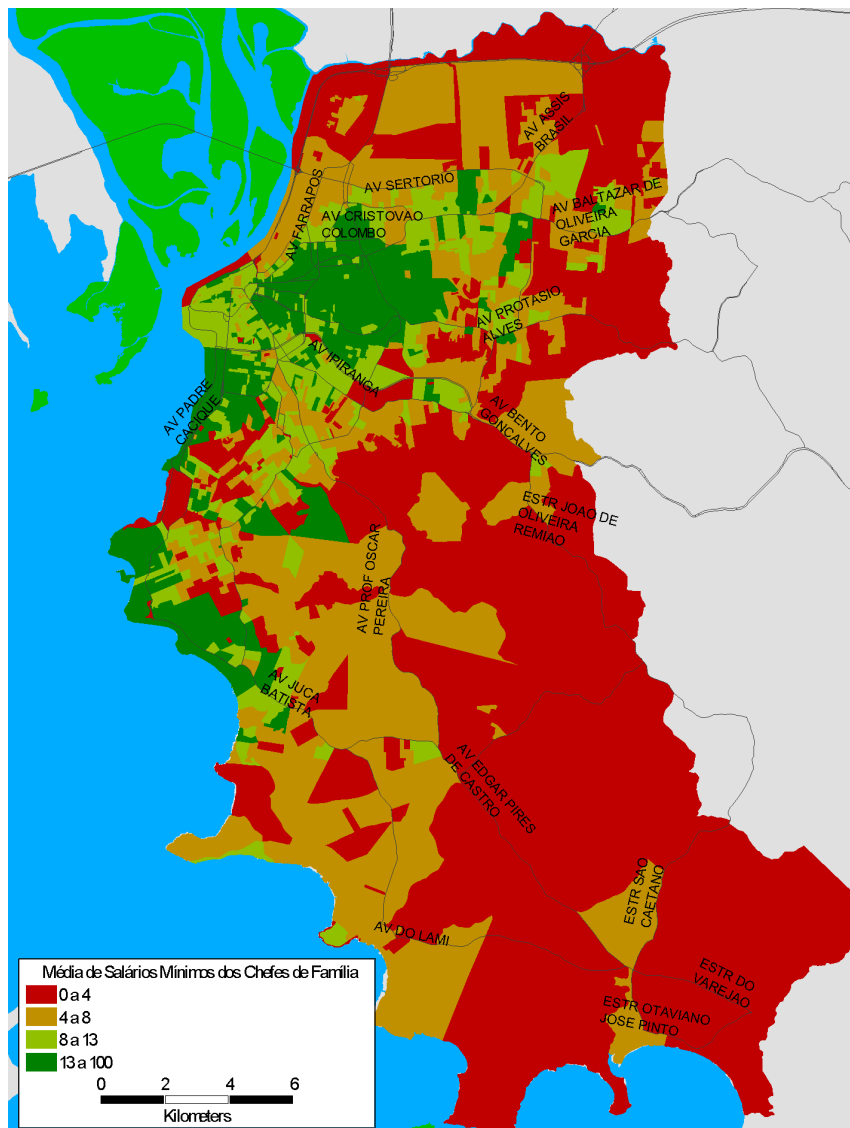 AV ASSIS
BRASIL
AV SERTORIO
AV FARRAPOS
AV CRISTOVAO
COLOMBO
AV BALTAZAR DE
OLIVEIRA
GARCIA
AV PROTASIO
ALVES
AV IPIRANGA
AV PADRE
CACIQUE
AV BENTO
GONCALVES
ESTR JOAO DE
OLIVEIRA
REMIAO
AV PROF OSCAR
PEREIRA
AV JUCA
BATISTA
AV EDGAR PIRES
DE CASTRO
ESTR SAO
CAETANO
AV DO LAMI
ESTR DO
VAREJAO
ESTR OTAVIANO
JOSE PINTO
Média de Salários Mínimos dos Chefes de Família
0 a 4
4 a 8
8 a 13
13 a 100
0 2 4 6
Kilometers